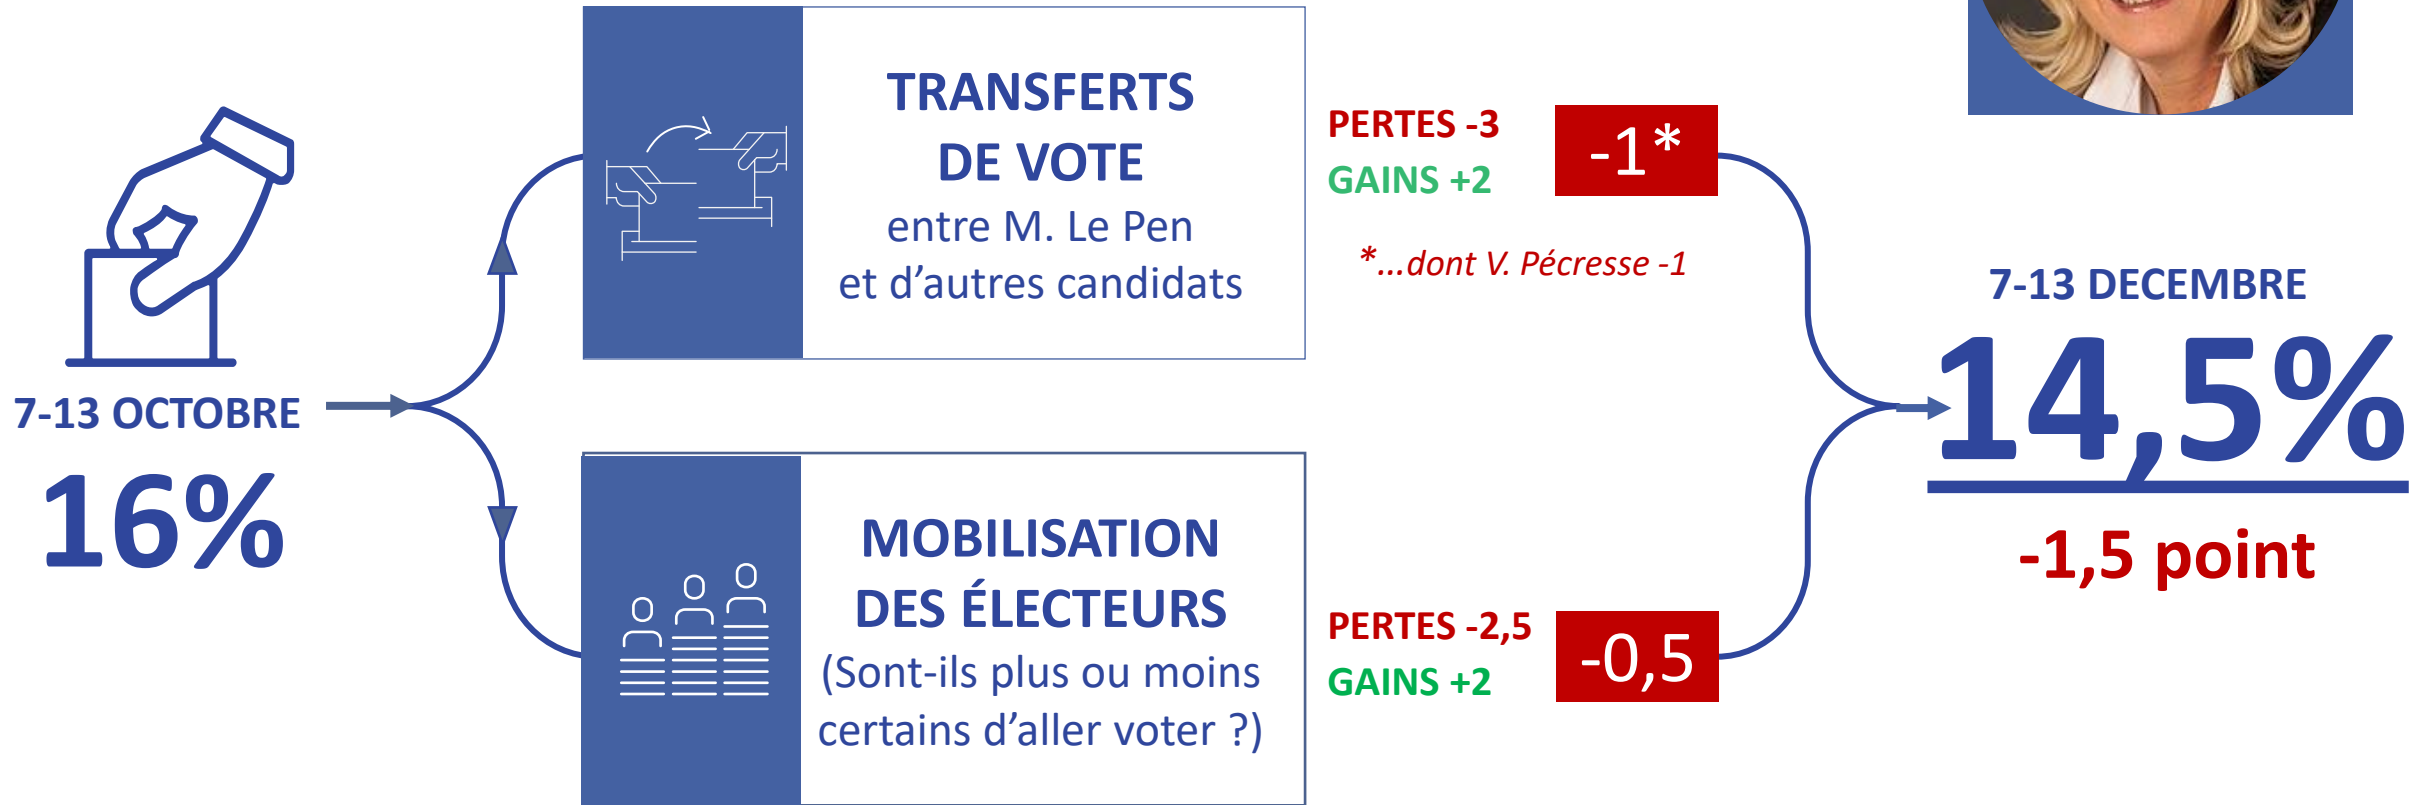 7-13 OCTOBRE
16%
TRANSFERTS
DE VOTE
entre M. Le Pen
et d'autres candidats
PERTES -3
GAINS +2
-1*
*...dont V. Pécresse -1
MOBILISATION
DES ÉLECTEURS
(Sont-ils plus ou moins
certains d'aller voter ?)
PERTES -2,5
GAINS +2
-0,5
7-13 DECEMBRE
14,5%
-1,5 point